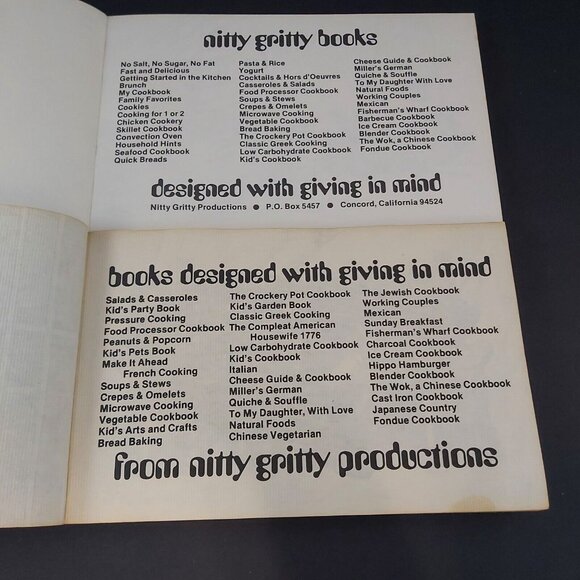 nitty gritty books
No Salt, No Sugar, No Fat
Fast and Delicious
Getting Started in the Kitchen
Brunch
My Cookbook
Family Favorites
Cookies
Cooking for 1 or 2
Chicken Cookery
Skillet Cookbook
Convection Oven
Household Hints
Seafood Cookbook
Quick Breads
Pasta & Rice
Yogurt
Cocktails & Hors d'Oeuvres
Casseroles & Salads
Food Processor Cookbook
Soups & Stews
Crepes & Omelets
Microwave Cooking
Vegetable Cookbook
Bread Baking
The Crockery Pot Cookbook
Classic Greek Cooking
Low Carbohydrate Cookbook
Kid's Cookbook
Cheese Guide & Cookbook
Miller's German
Quiche & Souffle
To My Daughter With Love
Natural Foods
Working Couples
Mexican
Fisherman's Wharf Cookbook
Barbecue Cookbook
Ice Cream Cookbook
Blender Cookbook
The Wok, a Chinese Cookbook
Fondue Cookbook
designed with giving in mind
Nitty Gritty Productions ● P.O. Box 5457 ● Concord, California 94524
books designed with giving in mind
Salads & Casseroles
Kid's Party Book
Pressure Cooking
Food Processor Cookbook
Peanuts & Popcorn
Kid's Pets Book
Make It Ahead
French Cooking
Soups & Stews
Crepes & Omelets
Microwave Cooking
Vegetable Cookbook
Kid's Arts and Crafts
Bread Baking
The Crockery Pot Cookbook
Kid's Garden Book
Classic Greek Cooking
The Compleat American
Housewife 1776
Low Carbohydrate Cookbook
Kid's Cookbook
Italian
Cheese Guide & Cookbook
Miller's German
Quiche & Souffle
To My Daughter, With Love
Natural Foods
Chinese Vegetarian
The Jewish Cookbook
Working Couples
Mexican
Sunday Breakfast
Fisherman's Wharf Cookbook
Charcoal Cookbook
Ice Cream Cookbook
Hippo Hamburger
Blender Cookbook
The Wok, a Chinese Cookbook
Cast Iron Cookbook
Japanese Country
Fondue Cookbook
from nitty gritty productions